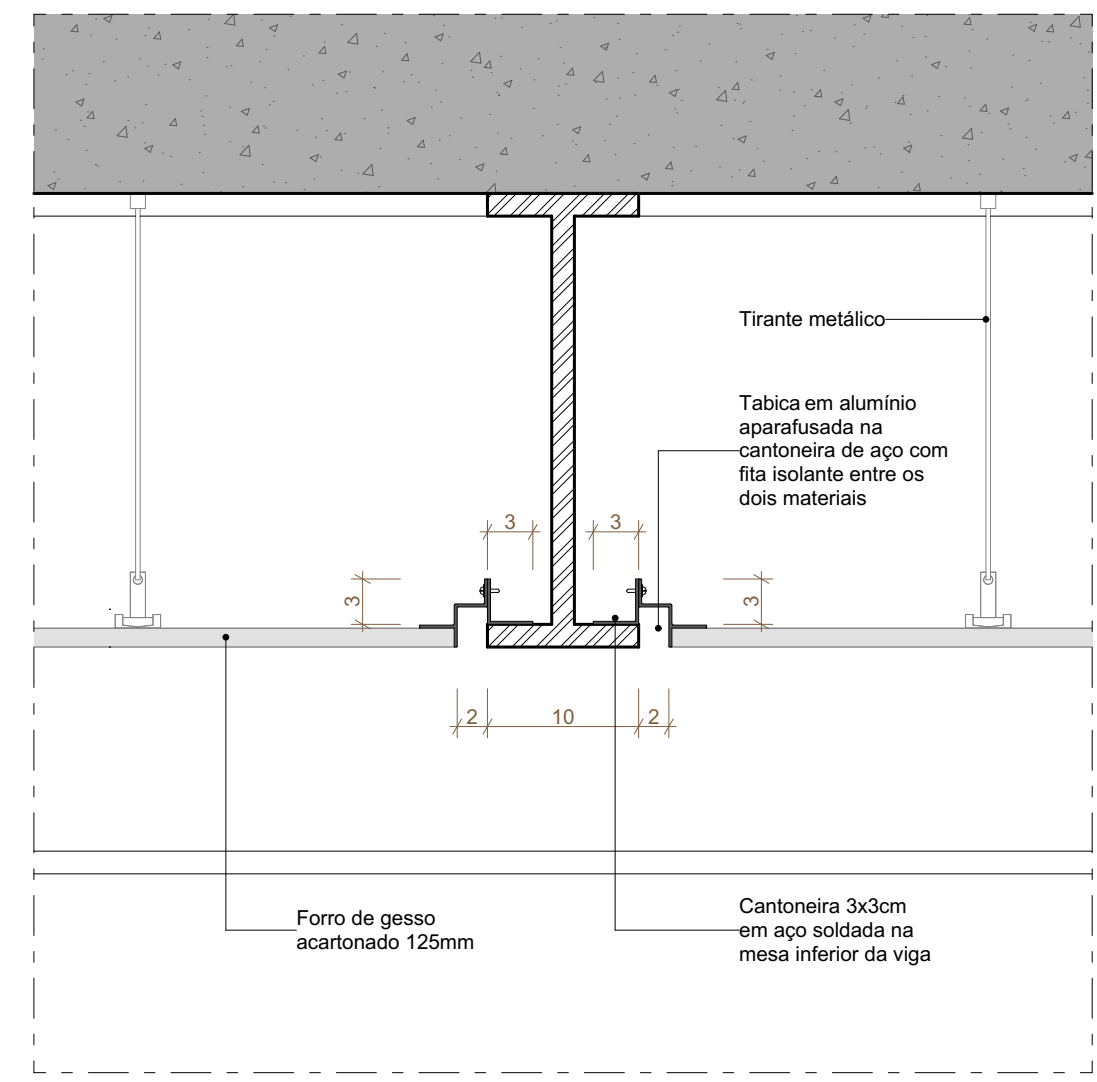 Tirante metálico
Tabica em alumínio
aparafusada na
cantoneira de aço com
fita isolante entre os
dois materiais
3
3
3
3
2
10
2
Forro de gesso
acartonado 125mm
Cantoneira 3x3cm
em aço soldada na
mesa inferior da viga